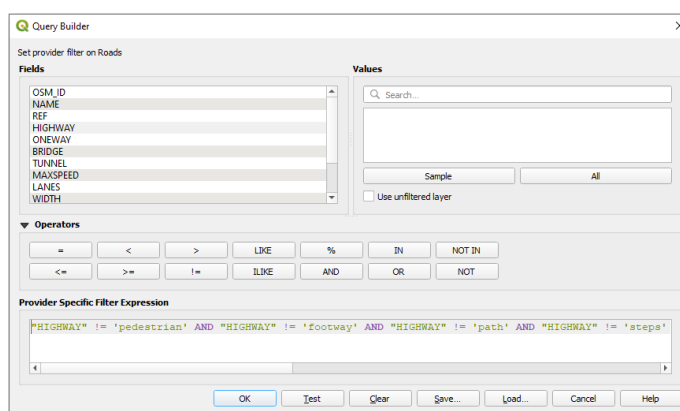 Query Builder
Set provider filter on Roads
Fields
Values
OSM_ID
NAME
REF
HIGHWAY
ONEWAY
BRIDGE
TUNNEL
MAXSPEED
LANES
WIDTH
Search...
Sample All
Use unfiltered layer
Operators
= < > LIKE % IN NOT IN
<= >= != ILIKE AND OR NOT
Provider Specific Filter Expression
"HIGHWAY" != 'pedestrian' AND "HIGHWAY" != 'footway' AND "HIGHWAY" != 'path' AND "HIGHWAY" != 'steps'
OK Test Clear Save... Load... Cancel Help